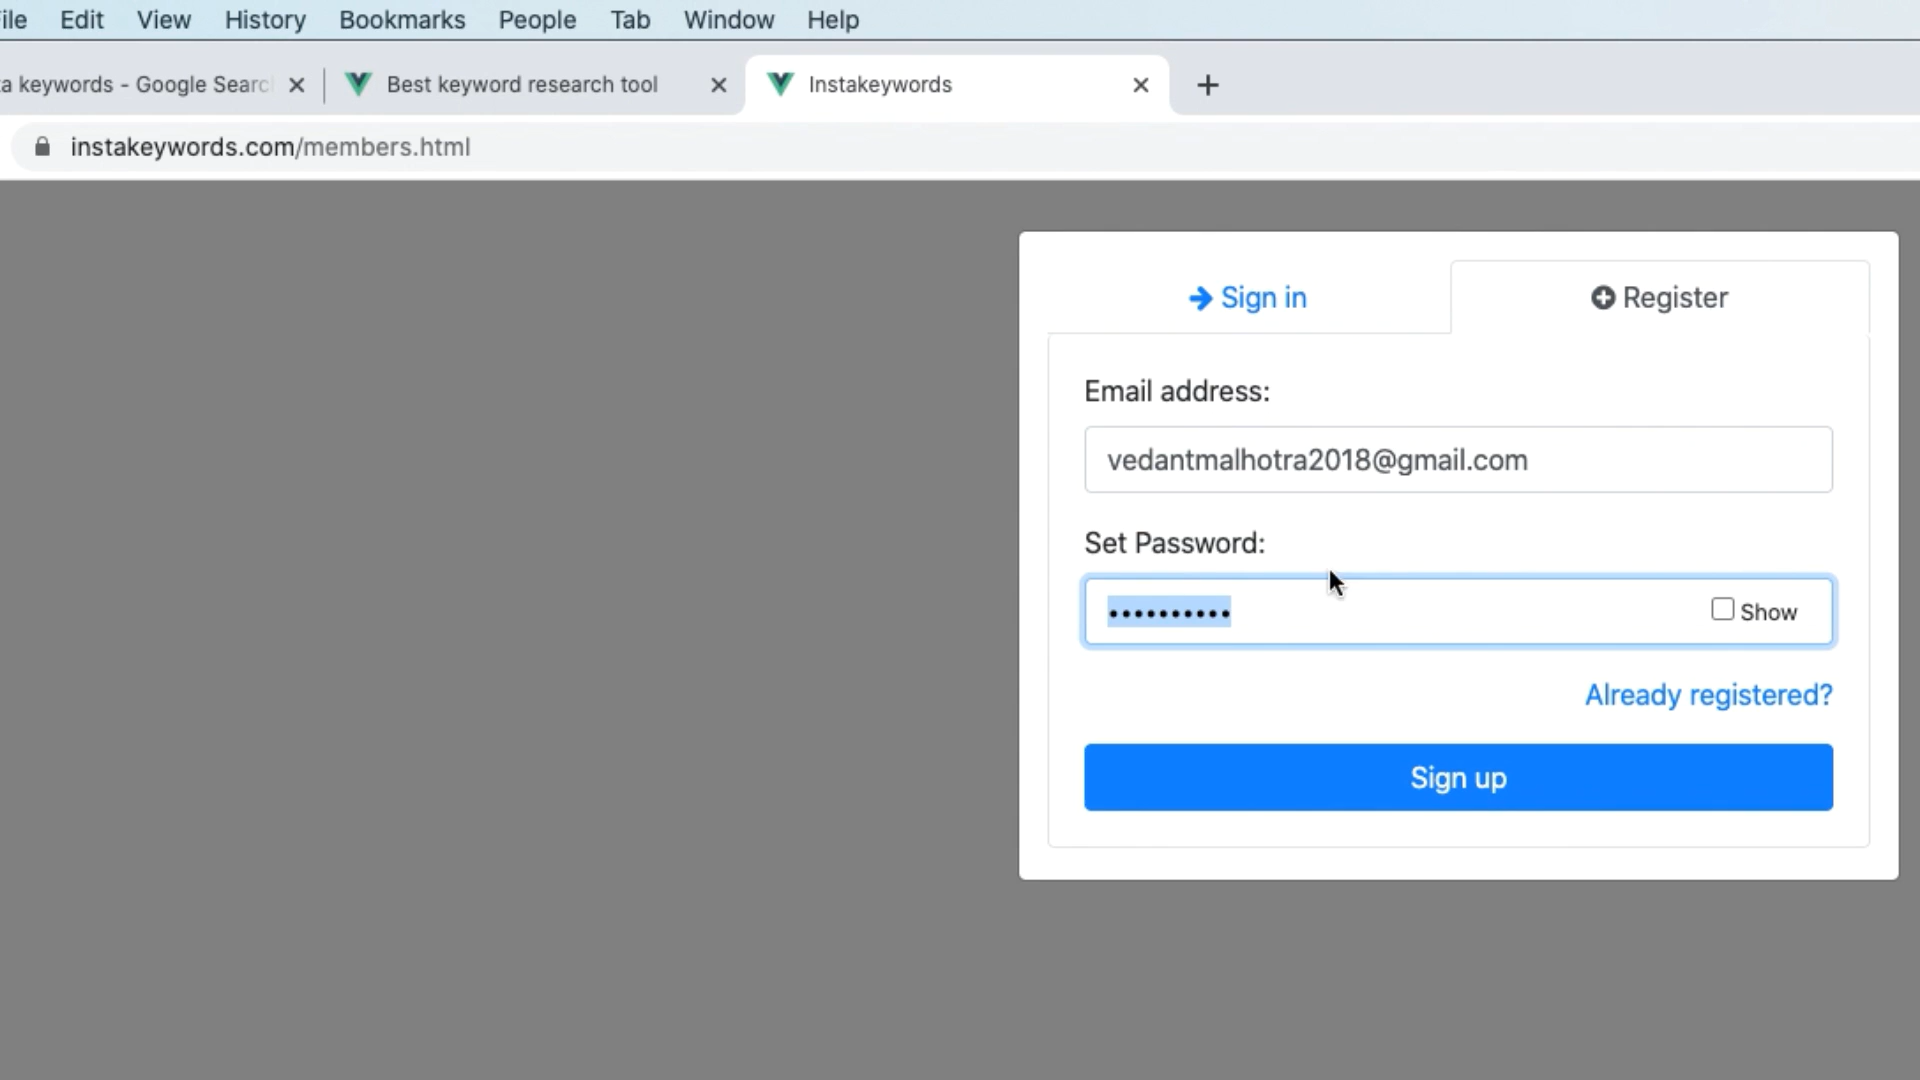 File Edit View History Bookmarks People Tab Window Help
a keywords - Google Searc Best keyword research tool Instakeywords
instakeywords.com/members.html
Sign in Register
Email address:
vedantmalhotra2018@gmail.com
Set Password:
•••••••••• Show
Already registered?
Sign up